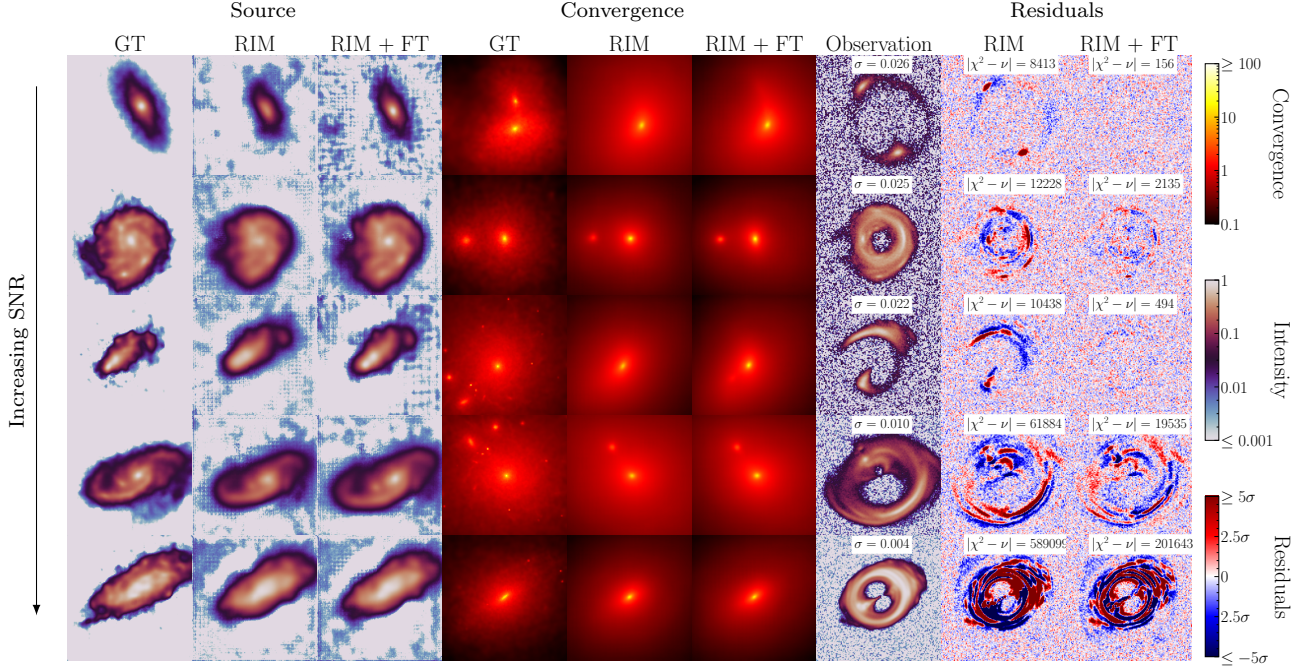 Source Convergence Residuals
GT RIM RIM + FT GT RIM RIM + FT Observation RIM RIM + FT
σ = 0.026 |χ² − ν| = 8413 |χ² − ν| = 156
σ = 0.025 |χ² − ν| = 12228 |χ² − ν| = 2135
σ = 0.022 |χ² − ν| = 10438 |χ² − ν| = 494
σ = 0.010 |χ² − ν| = 61884 |χ² − ν| = 19535
σ = 0.004 |χ² − ν| = 589099 |χ² − ν| = 201643
Increasing SNR
≥ 100
10
1
0.1
Convergence
1
0.1
0.01
≤ 0.001
Intensity
≥ 5σ
2.5σ
0
2.5σ
≤ −5σ
Residuals